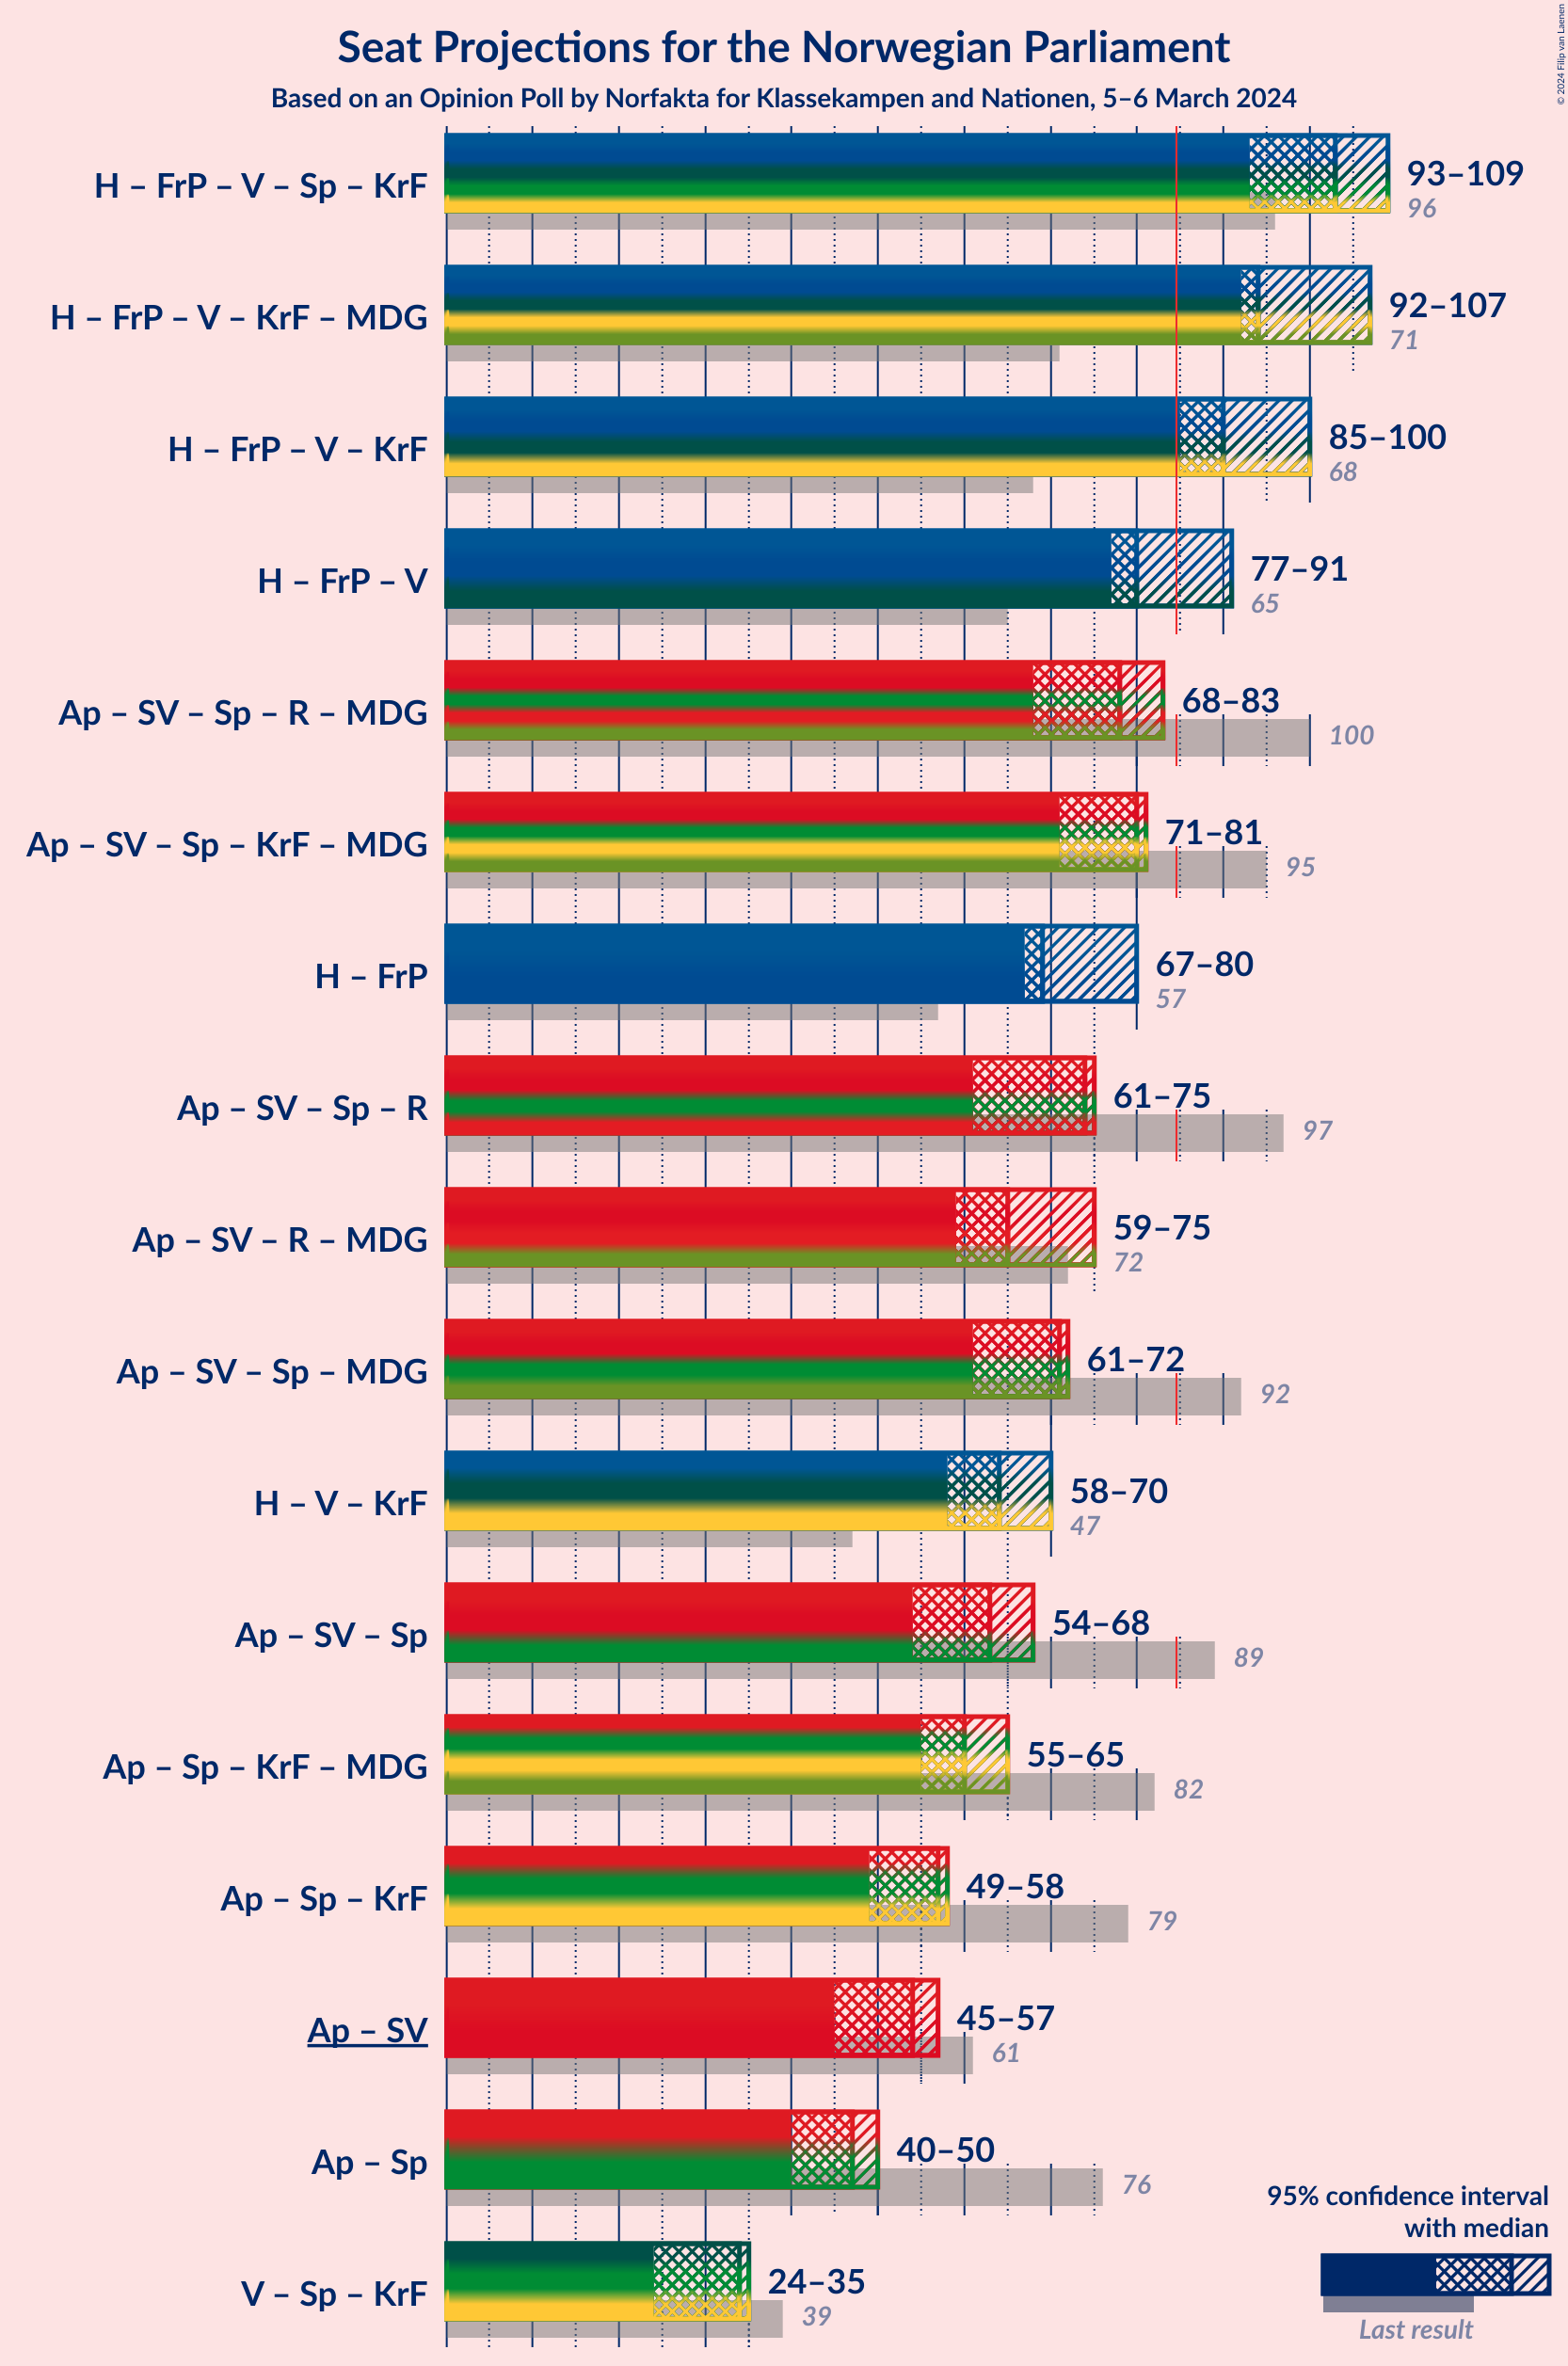 Seat Projections for the Norwegian Parliament
Based on an Opinion Poll by Norfakta for Klassekampen and Nationen, 5–6 March 2024
© 2024 Filip van Laenen
H – FrP – V – Sp – KrF
93–109
96
H – FrP – V – KrF – MDG
92–107
71
H – FrP – V – KrF
85–100
68
H – FrP – V
77–91
65
Ap – SV – Sp – R – MDG
68–83
100
Ap – SV – Sp – KrF – MDG
71–81
95
H – FrP
67–80
57
Ap – SV – Sp – R
61–75
97
Ap – SV – R – MDG
59–75
72
Ap – SV – Sp – MDG
61–72
92
H – V – KrF
58–70
47
Ap – SV – Sp
54–68
89
Ap – Sp – KrF – MDG
55–65
82
Ap – Sp – KrF
49–58
79
Ap – SV
45–57
61
Ap – Sp
40–50
76
V – Sp – KrF
24–35
39
95% confidence interval
with median
Last result